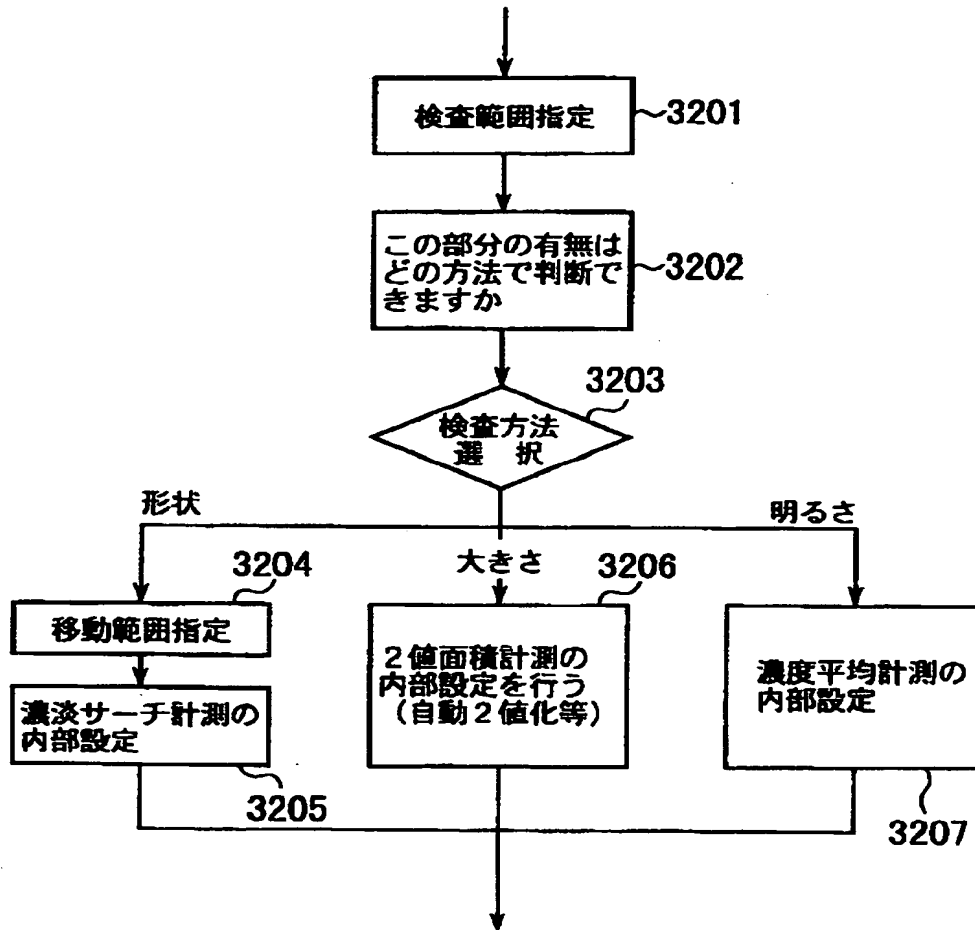 検査範囲指定
3201
この部分の有無は
どの方法で判断で
きますか
3202
3203
検査方法
選 択
形状
大きさ
明るさ
3204
移動範囲指定
濃淡サーチ計測の
内部設定
3205
3206
2値面積計測の
内部設定を行う
(自動2値化等)
濃度平均計測の
内部設定
3207